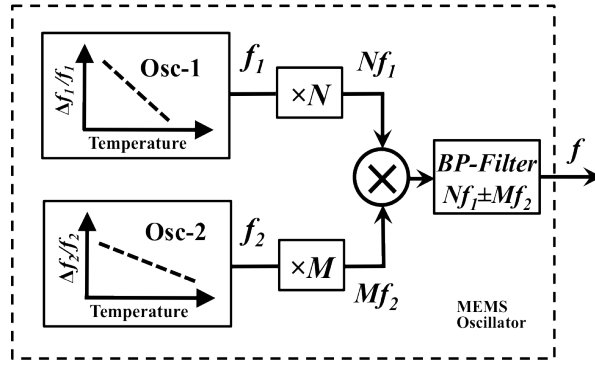 Osc-1
Δf₁/f₁
Temperature
f₁
×N
Nf₁
Osc-2
Δf₂/f₂
Temperature
f₂
×M
Mf₂
BP-Filter
Nf₁±Mf₂
f
MEMS
Oscillator